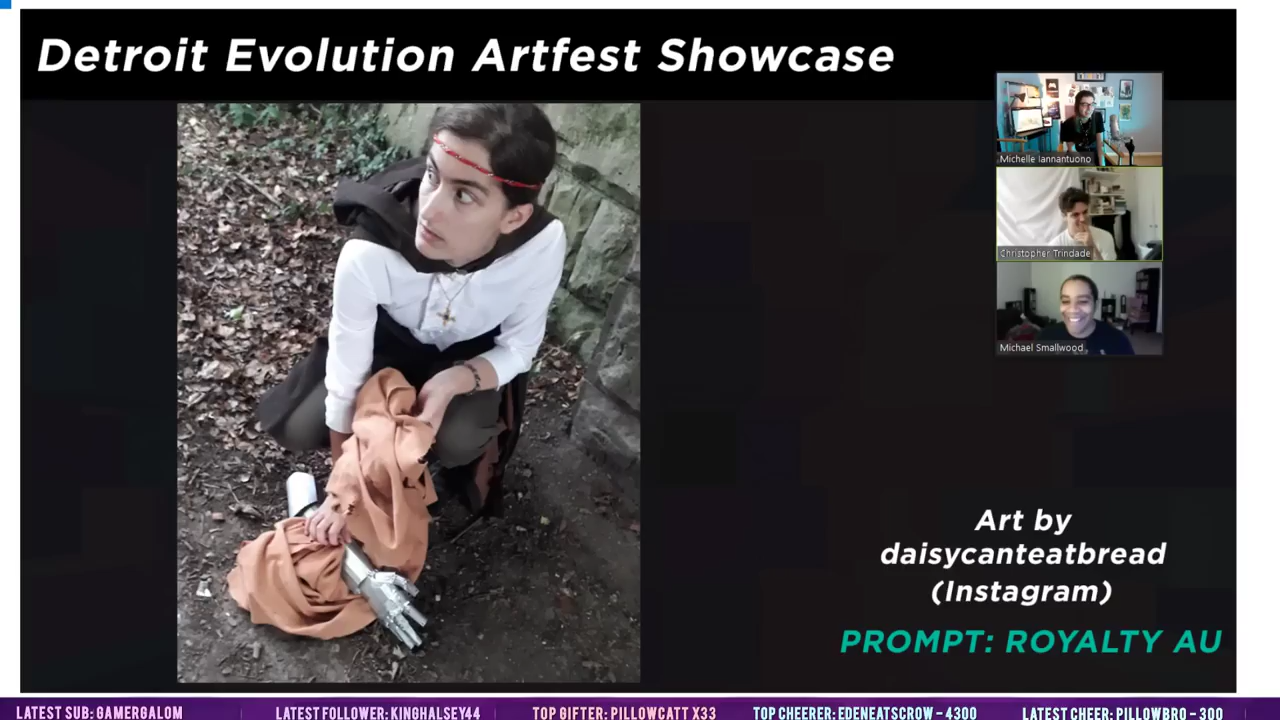 Detroit Evolution Artfest Showcase
Michelle Iannantuono
Christopher Trindade
Michael Smallwood
Art by
daisycanteatbread
(Instagram)
PROMPT: ROYALTY AU
LATEST SUB: GAMERGALOM
LATEST FOLLOWER: KINGHALSEY44
TOP GIFTER: PILLOWCATT X33
TOP CHEERER: EDENEATSCROW - 4300
LATEST CHEER: PILLOWBRO - 300